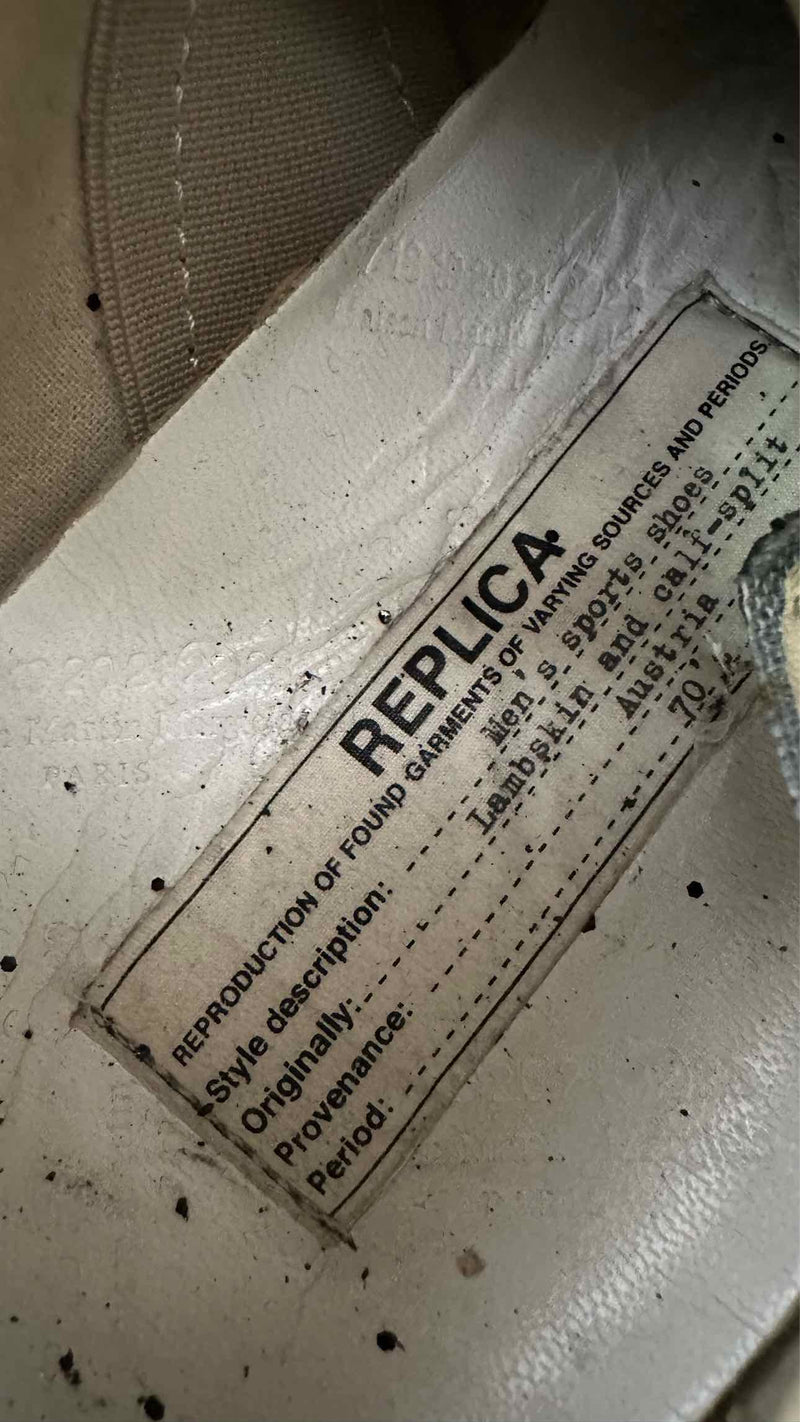 REPLICA
REPRODUCTION OF FOUND GARMENTS OF VARYING SOURCES AND PERIODS.
Style description: Men's sports shoes
Originally: Lambskin and calf-split
Provenance: Austria
Period: 70's
PARIS